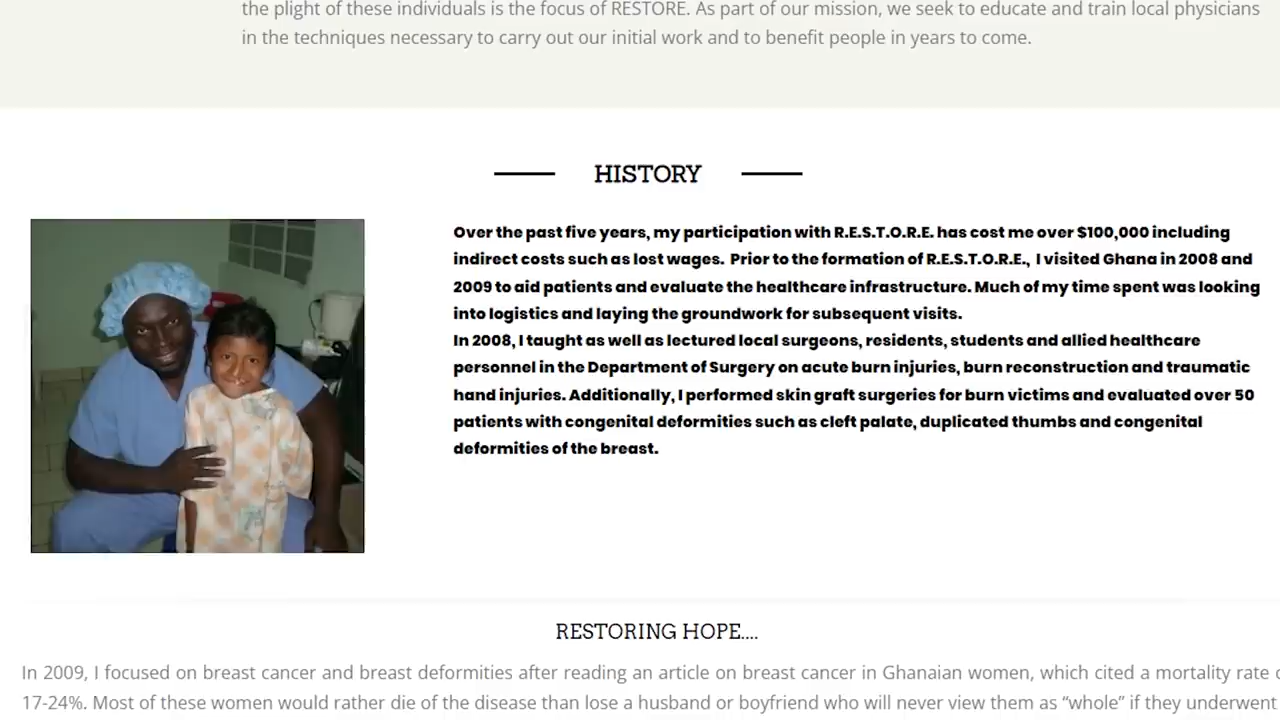 the plight of these individuals is the focus of RESTORE. As part of our mission, we seek to educate and train local physicians
in the techniques necessary to carry out our initial work and to benefit people in years to come.
HISTORY
Over the past five years, my participation with R.E.S.T.O.R.E. has cost me over $100,000 including
indirect costs such as lost wages. Prior to the formation of R.E.S.T.O.R.E., I visited Ghana in 2008 and
2009 to aid patients and evaluate the healthcare infrastructure. Much of my time spent was looking
into logistics and laying the groundwork for subsequent visits.
In 2008, I taught as well as lectured local surgeons, residents, students and allied healthcare
personnel in the Department of Surgery on acute burn injuries, burn reconstruction and traumatic
hand injuries. Additionally, I performed skin graft surgeries for burn victims and evaluated over 50
patients with congenital deformities such as cleft palate, duplicated thumbs and congenital
deformities of the breast.
RESTORING HOPE....
In 2009, I focused on breast cancer and breast deformities after reading an article on breast cancer in Ghanaian women, which cited a mortality rate
17-24%. Most of these women would rather die of the disease than lose a husband or boyfriend who will never view them as “whole” if they underwent